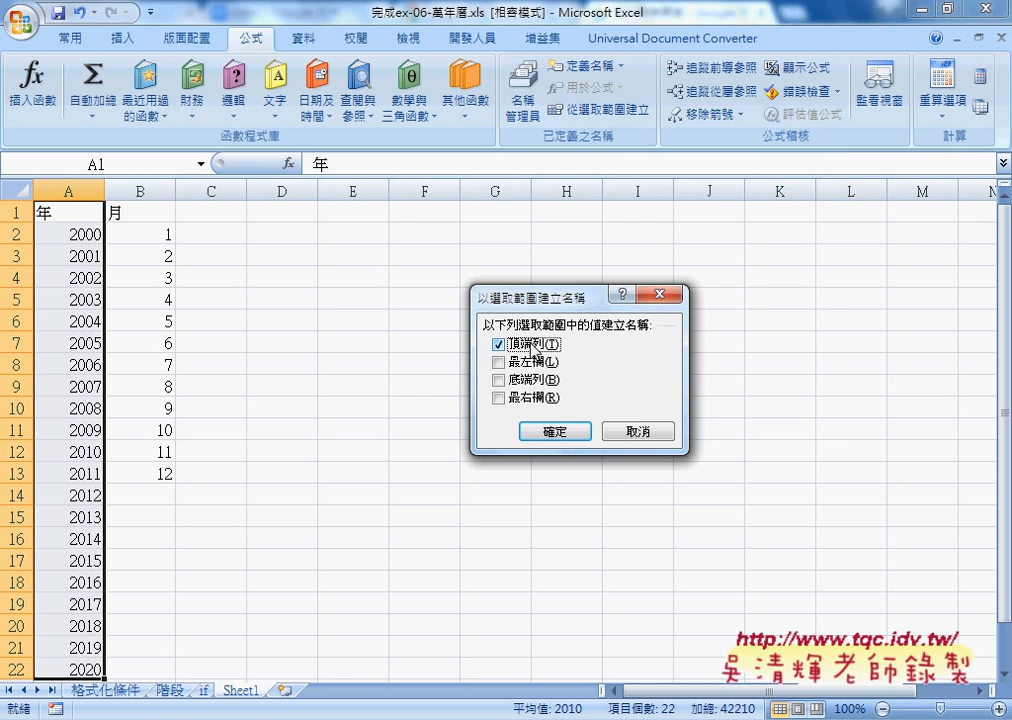 完成ex-06-萬年曆.xls [相容模式] - Microsoft Excel
常用 插入 版面配置 公式 資料 校閱 檢視 開發人員 增益集 Universal Document Converter
fx 插入函數
Σ 自動加總
最近用過的函數
財務
? 邏輯
A 文字
日期及時間
查閱與參照
θ 數學與三角函數
其他函數
函數程式庫
名稱管理員
定義名稱
用於公式
從選取範圍建立
已定義之名稱
追蹤前導參照
追蹤從屬參照
移除箭號
顯示公式
錯誤檢查
評估值公式
公式稽核
監看視窗
重算選項
計算
A1 fx 年
A B C D E F G H I J K L M N
1 年 月
2 2000 1
3 2001 2
4 2002 3
5 2003 4
6 2004 5
7 2005 6
8 2006 7
9 2007 8
10 2008 9
11 2009 10
12 2010 11
13 2011 12
14 2012
15 2013
16 2014
17 2015
18 2016
19 2017
20 2018
21 2019
22 2020
以選取範圍建立名稱
以下列選取範圍中的值建立名稱:
頂端列(T)
最左欄(L)
底端列(B)
最右欄(R)
確定 取消
http://www.tqc.idv.tw/
吳清輝老師錄製
格式化條件 階段 if Sheet1
就緒 平均值: 2010 項目個數: 22 加總: 42210 100%